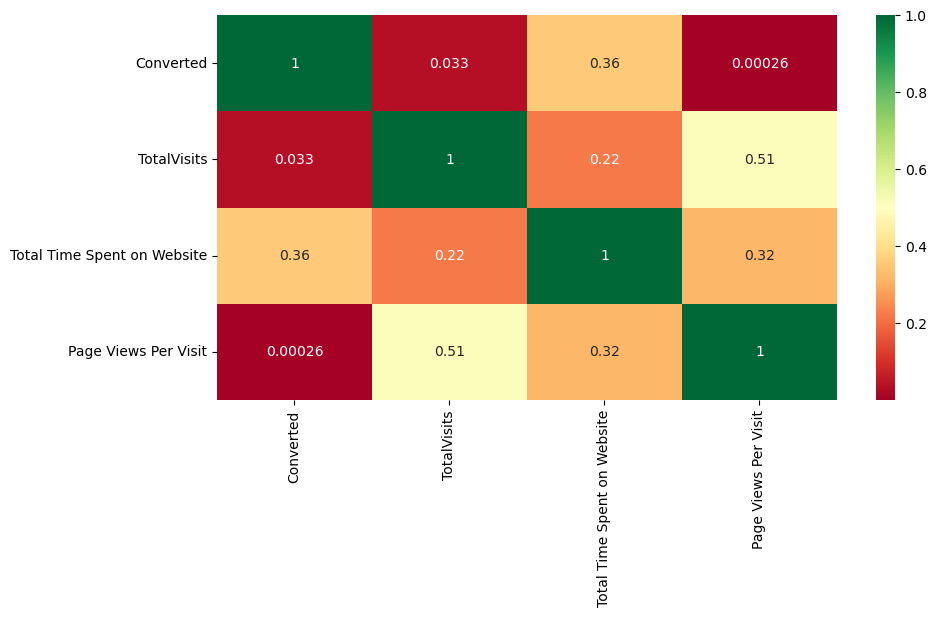 Converted 1 0.033 0.36 0.00026
TotalVisits 0.033 1 0.22 0.51
Total Time Spent on Website 0.36 0.22 1 0.32
Page Views Per Visit 0.00026 0.51 0.32 1
Converted
TotalVisits
Total Time Spent on Website
Page Views Per Visit
1.0
0.8
0.6
0.4
0.2